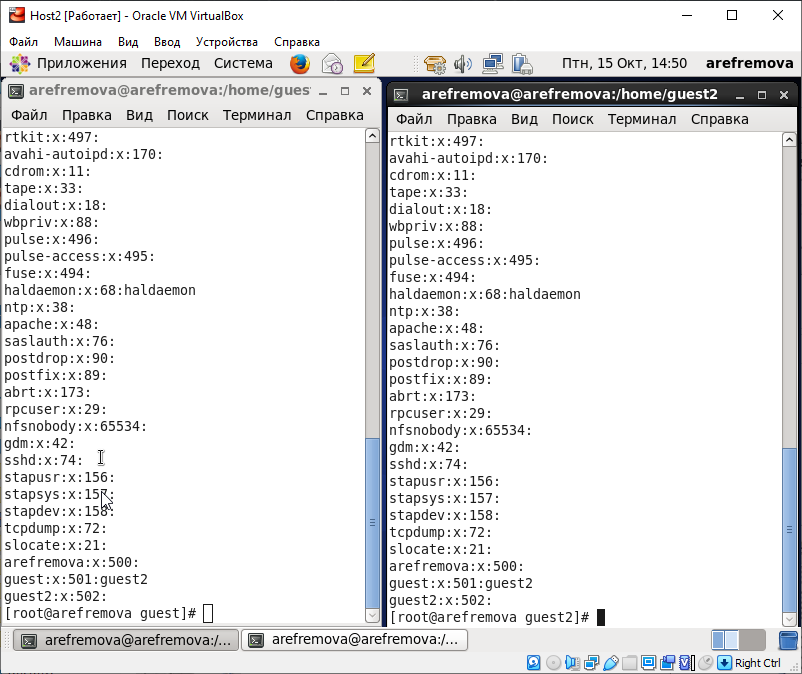 Host2 [Работает] - Oracle VM VirtualBox
Файл Машина Вид Ввод Устройства Справка
Приложения Переход Система Птн, 15 Окт, 14:50 arefremova
arefremova@arefremova:/home/gues
Файл Правка Вид Поиск Терминал Справка
rtkit:x:497:
avahi-autoipd:x:170:
cdrom:x:11:
tape:x:33:
dialout:x:18:
wbpriv:x:88:
pulse:x:496:
pulse-access:x:495:
fuse:x:494:
haldaemon:x:68:haldaemon
ntp:x:38:
apache:x:48:
saslauth:x:76:
postdrop:x:90:
postfix:x:89:
abrt:x:173:
rpcuser:x:29:
nfsnobody:x:65534:
gdm:x:42:
sshd:x:74:
stapusr:x:156:
stapsys:x:157:
stapdev:x:158:
tcpdump:x:72:
slocate:x:21:
arefremova:x:500:
guest:x:501:guest2
guest2:x:502:
[root@arefremova guest]#
arefremova@arefremova:/home/guest2
Файл Правка Вид Поиск Терминал Справка
rtkit:x:497:
avahi-autoipd:x:170:
cdrom:x:11:
tape:x:33:
dialout:x:18:
wbpriv:x:88:
pulse:x:496:
pulse-access:x:495:
fuse:x:494:
haldaemon:x:68:haldaemon
ntp:x:38:
apache:x:48:
saslauth:x:76:
postdrop:x:90:
postfix:x:89:
abrt:x:173:
rpcuser:x:29:
nfsnobody:x:65534:
gdm:x:42:
sshd:x:74:
stapusr:x:156:
stapsys:x:157:
stapdev:x:158:
tcpdump:x:72:
slocate:x:21:
arefremova:x:500:
guest:x:501:guest2
guest2:x:502:
[root@arefremova guest2]#
arefremova@arefremova:/... arefremova@arefremova:/...
Right Ctrl